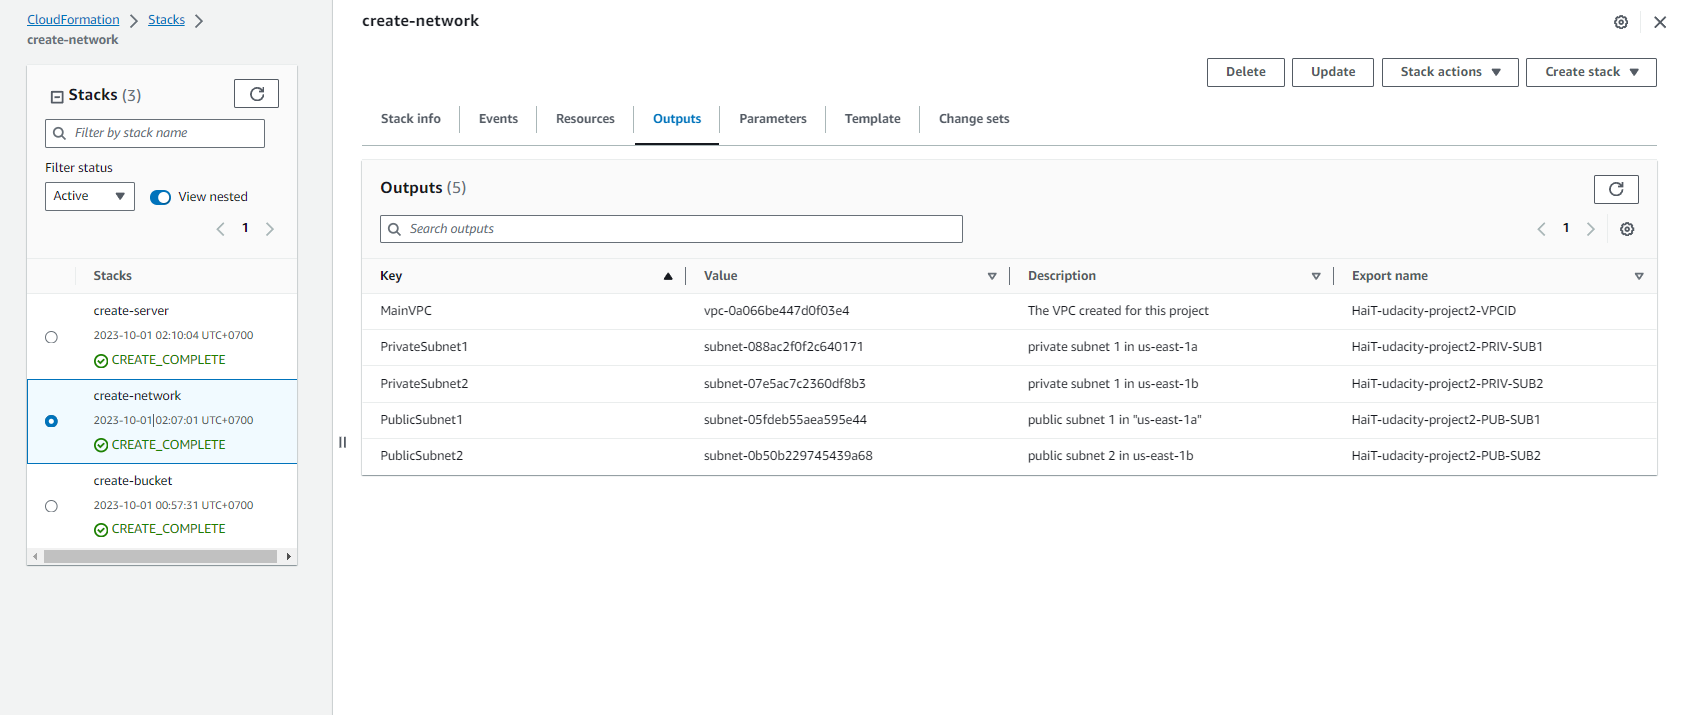 CloudFormation > Stacks >
create-network
Stacks (3)
Filter by stack name
Filter status
Active
View nested
1
Stacks
create-server
2023-10-01 02:10:04 UTC+0700
CREATE_COMPLETE
create-network
2023-10-01 02:07:01 UTC+0700
CREATE_COMPLETE
create-bucket
2023-10-01 00:57:31 UTC+0700
CREATE_COMPLETE
create-network
Delete Update Stack actions Create stack
Stack info Events Resources Outputs Parameters Template Change sets
Outputs (5)
Search outputs
1
Key Value Description Export name
MainVPC vpc-0a066be447d0f03e4 The VPC created for this project HaiT-udacity-project2-VPCID
PrivateSubnet1 subnet-088ac2f0f2c640171 private subnet 1 in us-east-1a HaiT-udacity-project2-PRIV-SUB1
PrivateSubnet2 subnet-07e5ac7c2360df8b3 private subnet 1 in us-east-1b HaiT-udacity-project2-PRIV-SUB2
PublicSubnet1 subnet-05fdeb55aea595e44 public subnet 1 in "us-east-1a" HaiT-udacity-project2-PUB-SUB1
PublicSubnet2 subnet-0b50b229745439a68 public subnet 2 in us-east-1b HaiT-udacity-project2-PUB-SUB2